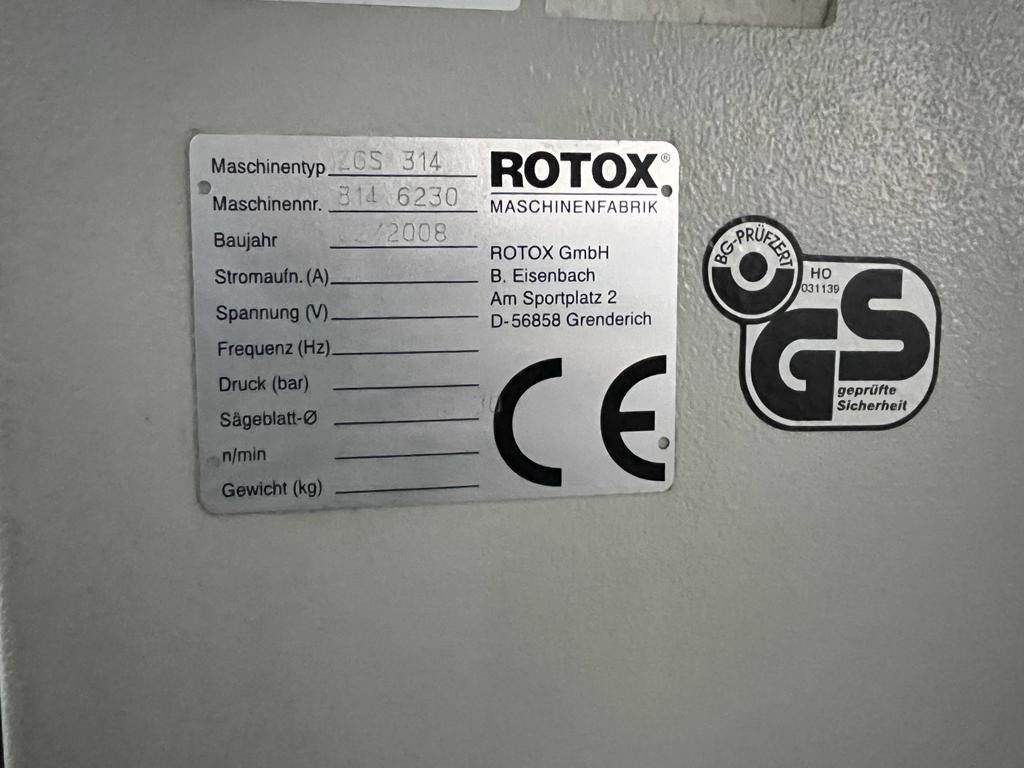 Maschinentyp ZGS 314
Maschinennr. 314 6230
Baujahr 2/2008
Stromaufn. (A)
Spannung (V)
Frequenz (Hz)
Druck (bar)
Sägeblatt-Ø
n/min
Gewicht (kg)
ROTOX®
MASCHINENFABRIK
ROTOX GmbH
B. Eisenbach
Am Sportplatz 2
D-56858 Grenderich
CE
BG-PRÜFZERT
HO
031139
GS
geprüfte
Sicherheit